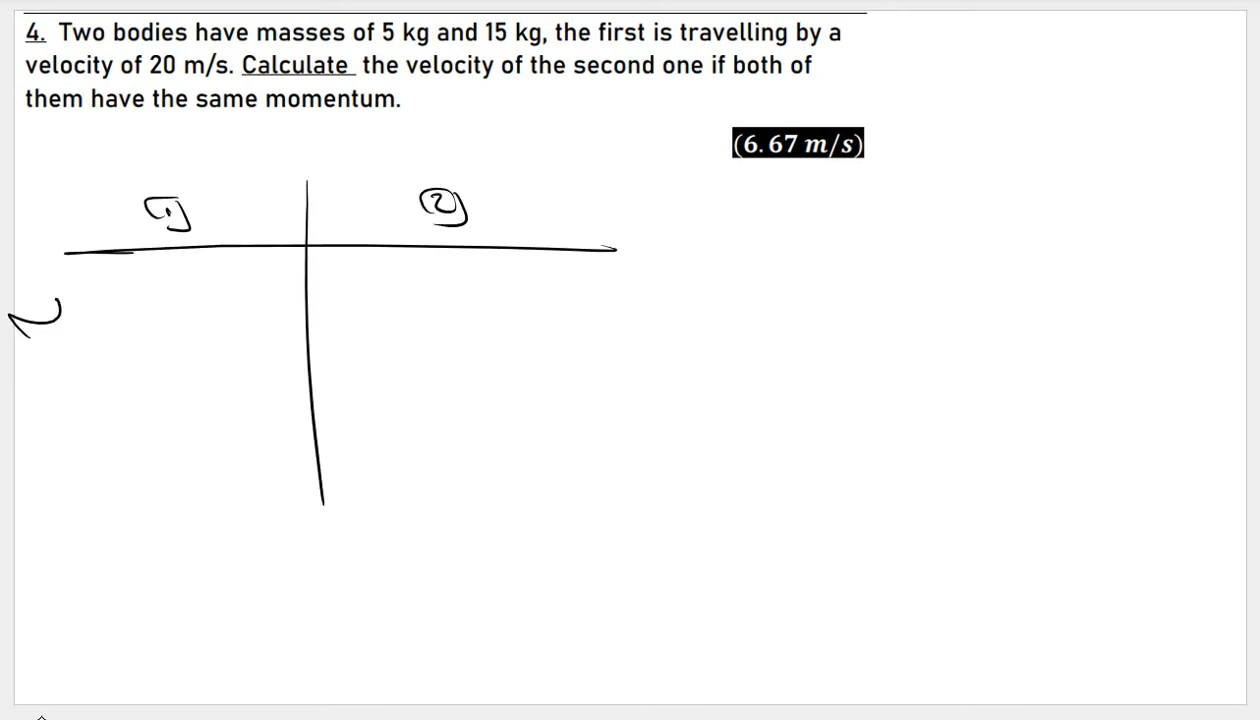 4. Two bodies have masses of 5 kg and 15 kg, the first is travelling by a
velocity of 20 m/s. Calculate the velocity of the second one if both of
them have the same momentum.
(6.67 m/s)
1 2